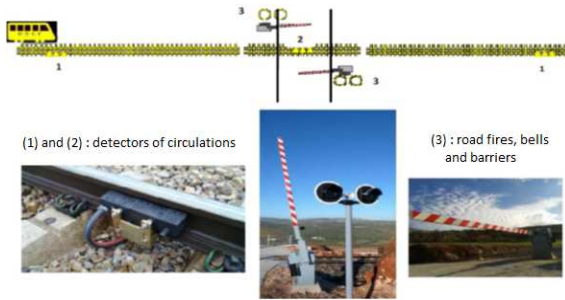 3
2
1
1
3
(1) and (2) : detectors of circulations
(3) : road fires, bells
and barriers